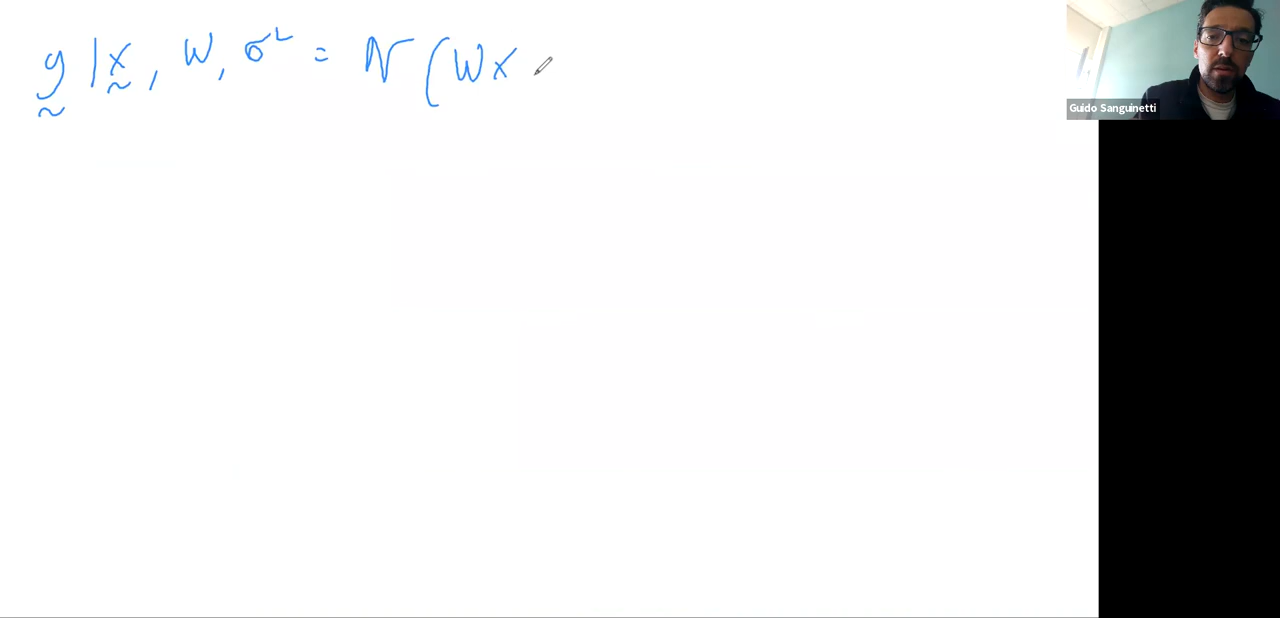 y | x, W, σ² = N (Wx
Guido Sanguinetti